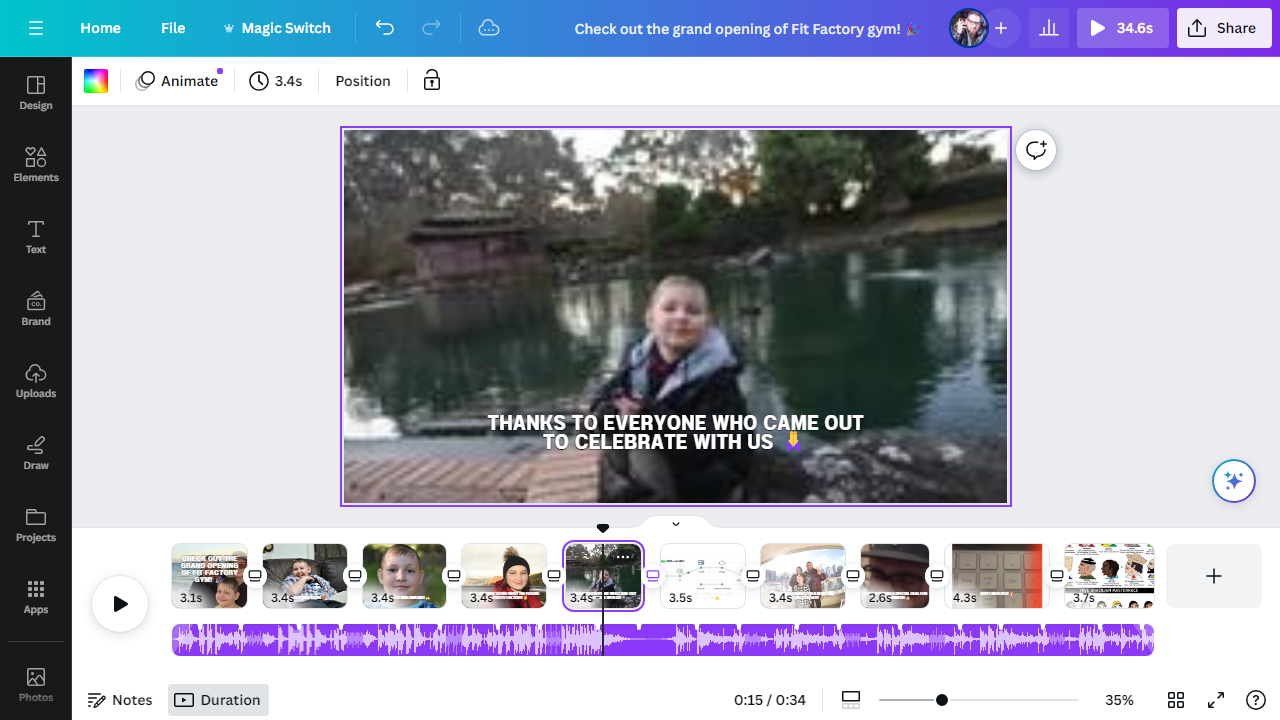 Home
File
Magic Switch
Check out the grand opening of Fit Factory gym! 🎉
34.6s
Share
Animate
3.4s
Position
Design
Elements
Text
Brand
CO.
Uploads
Draw
Projects
Apps
Photos
THANKS TO EVERYONE WHO CAME OUT
TO CELEBRATE WITH US 🙏
CHECK OUT THE
GRAND OPENING
OF FIT FACTORY
GYM! 🎉
3.1s
3.4s
3.4s
3.4s
3.4s
3.5s
3.4s
2.6s
4.3s
3.7s
Notes
Duration
0:15 / 0:34
35%